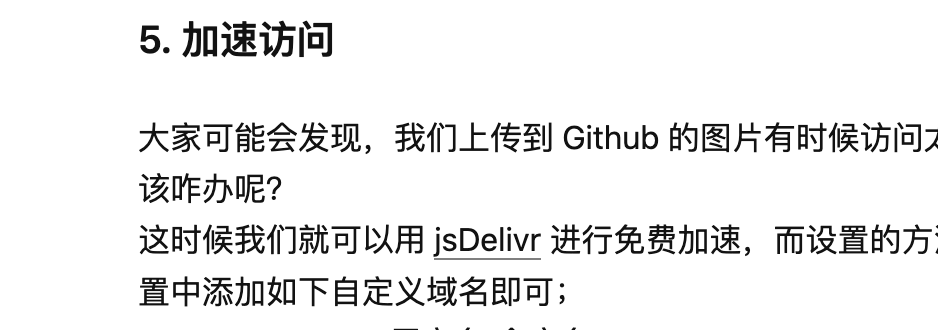 5. 加速访问
大家可能会发现，我们上传到 Github 的图片有时候访问
该咋办呢？
这时候我们就可以用 jsDelivr 进行免费加速，而设置的方
置中添加如下自定义域名即可；